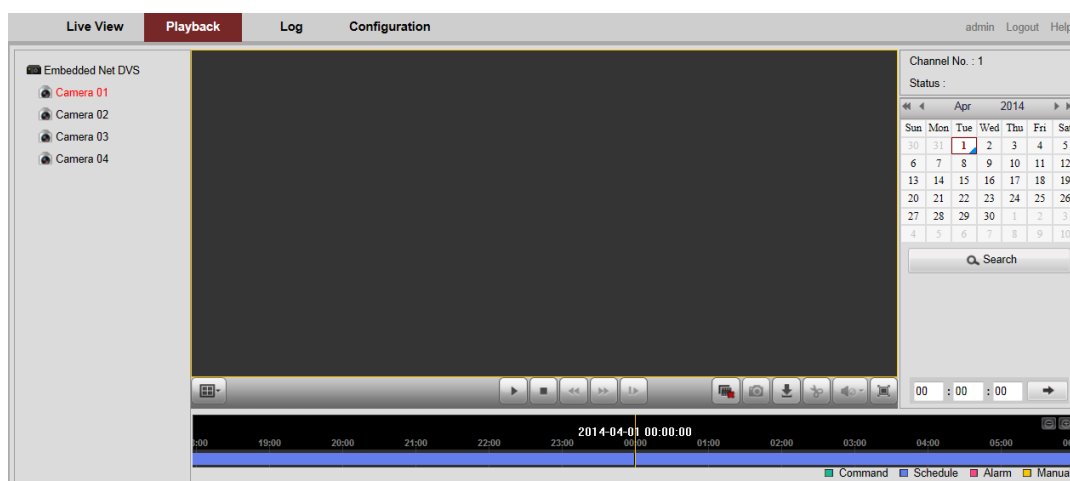 Live View Playback Log Configuration admin Logout Help
Embedded Net DVS
Camera 01
Camera 02
Camera 03
Camera 04
Channel No. : 1
Status :
Apr 2014
Sun Mon Tue Wed Thu Fri Sat
30 31 1 2 3 4 5
6 7 8 9 10 11 12
13 14 15 16 17 18 19
20 21 22 23 24 25 26
27 28 29 30 1 2 3
4 5 6 7 8 9 10
Search
00 : 00 : 00
2014-04-01 00:00:00
:00 19:00 20:00 21:00 22:00 23:00 00:00 01:00 02:00 03:00 04:00 05:00 0
Command Schedule Alarm Manua